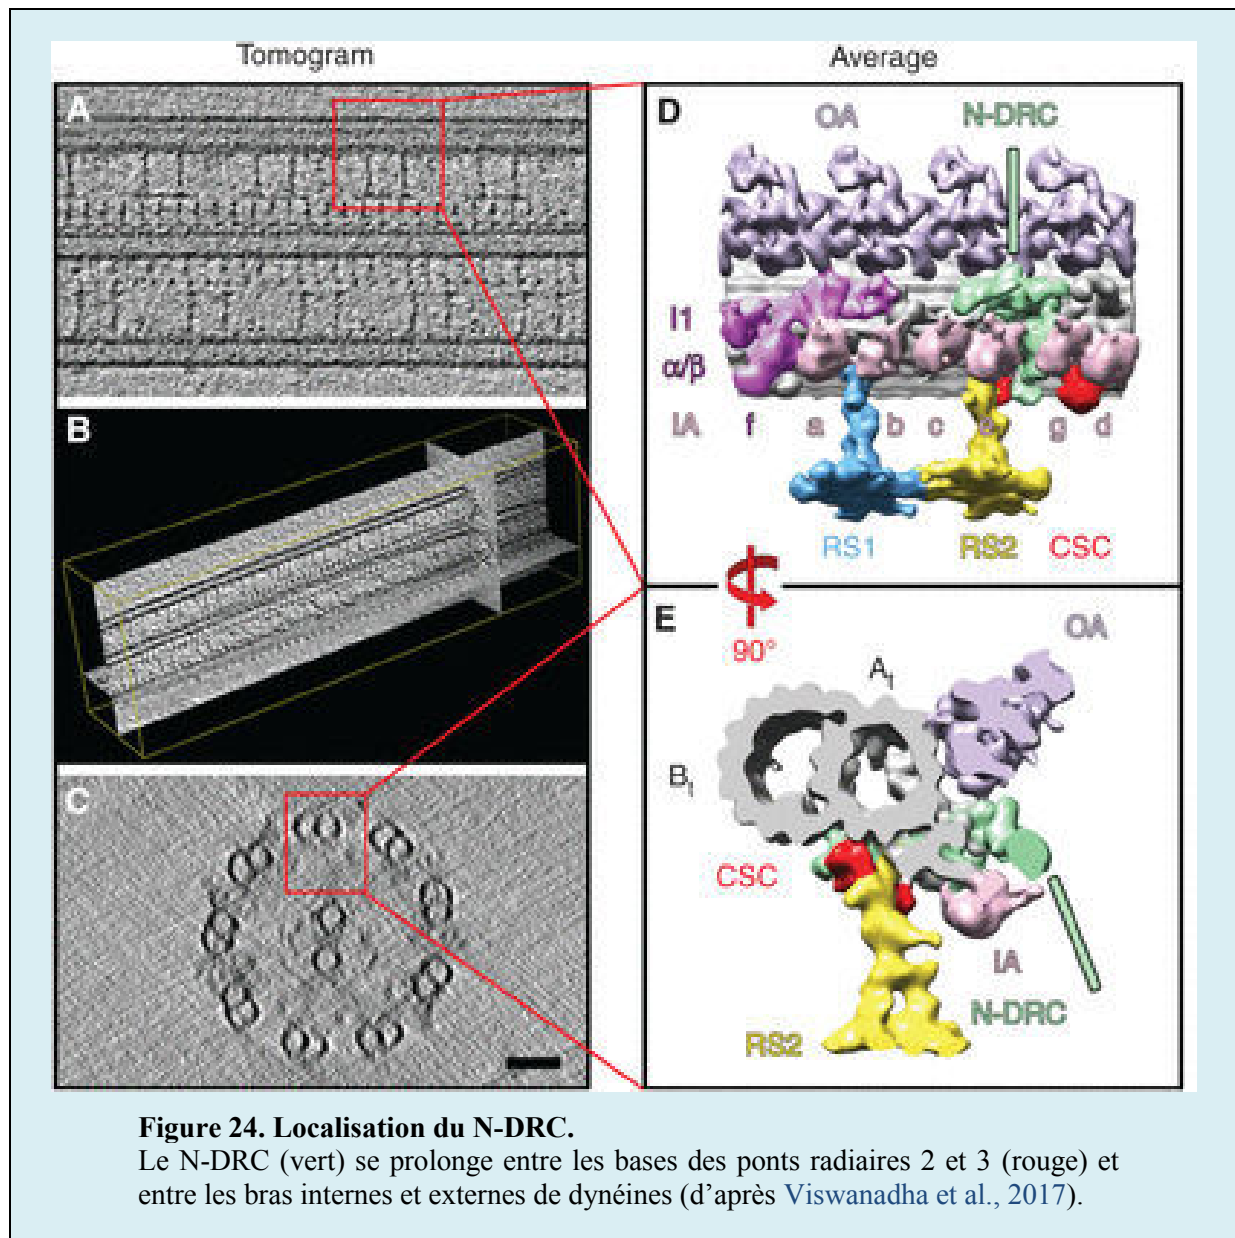 Tomogram
Average
A
B
C
D
OA
N-DRC
I1
α/β
IA
f
a
b
c
e
g
d
RS1
RS2
CSC
90°
E
OA
A₁
B₁
CSC
IA
N-DRC
RS2
Figure 24. Localisation du N-DRC.
Le N-DRC (vert) se prolonge entre les bases des ponts radiaires 2 et 3 (rouge) et
entre les bras internes et externes de dynéines (d’après Viswanadha et al., 2017).